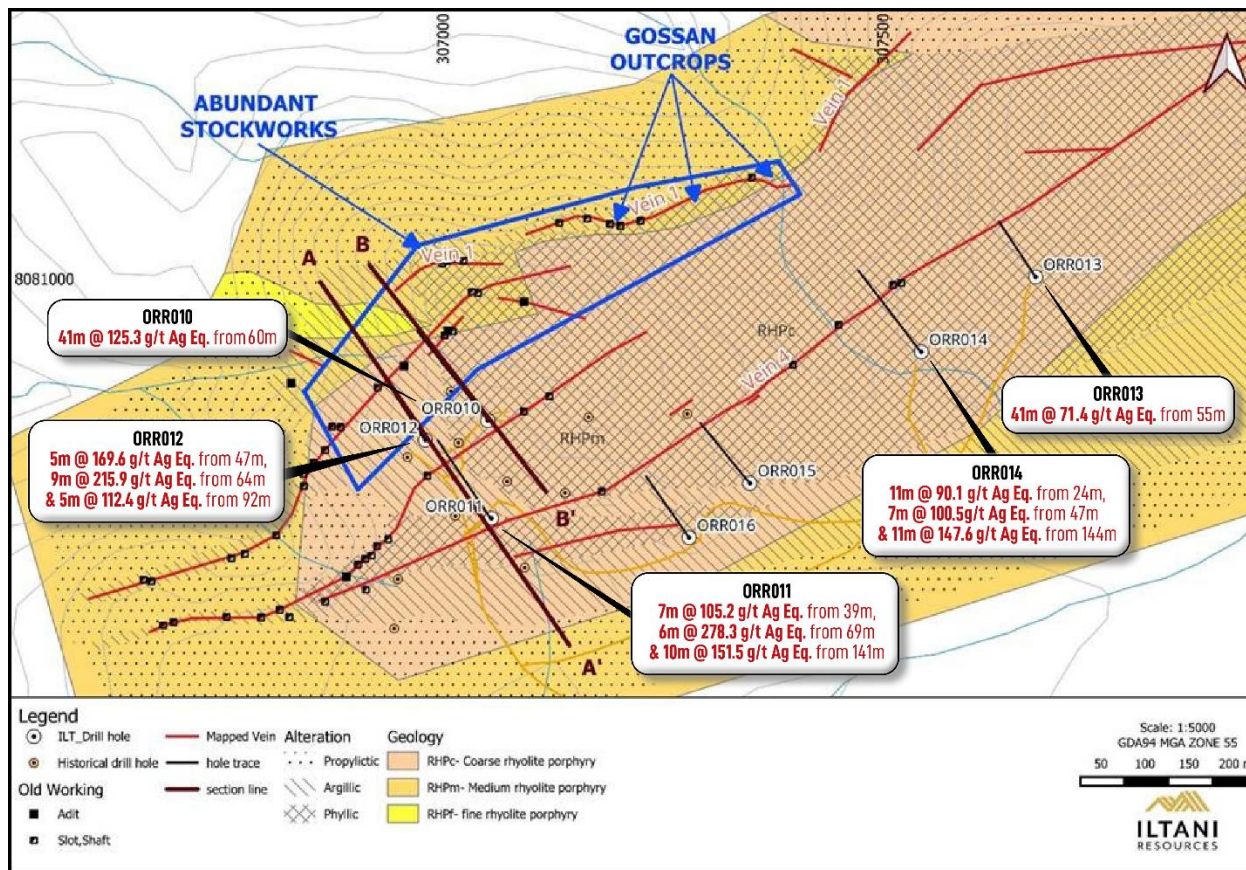 307000
307500
GOSSAN
OUTCROPS
ABUNDANT
STOCKWORKS
Vein 1
Vein 1
Vein 1
B
A
8081000
ORR013
ORR010
41m @ 125.3 g/t Ag Eq. from 60m
RHPc
ORR014
Vein 4
ORR013
41m @ 71.4 g/t Ag Eq. from 55m
ORR010
ORR012
RHPm
ORR012
5m @ 169.6 g/t Ag Eq. from 47m,
9m @ 215.9 g/t Ag Eq. from 64m
& 5m @ 112.4 g/t Ag Eq. from 92m
ORR015
ORR014
11m @ 90.1 g/t Ag Eq. from 24m,
7m @ 100.5g/t Ag Eq. from 47m
& 11m @ 147.6 g/t Ag Eq. from 144m
ORR011
B'
ORR016
ORR011
7m @ 105.2 g/t Ag Eq. from 39m,
6m @ 278.3 g/t Ag Eq. from 69m
& 10m @ 151.5 g/t Ag Eq. from 141m
A'
Legend
ILT_Drill hole
Historical drill hole
Old Working
Adit
Slot,Shaft
Mapped Vein
hole trace
section line
Alteration
Propylictic
Argillic
Phyllic
Geology
RHPc- Coarse rhyolite porphyry
RHPm- Medium rhyolite porphyry
RHPf- fine rhyolite porphyry
Scale: 1:5000
GDA94 MGA ZONE 55
50 100 150 200 m
ILTANI
RESOURCES